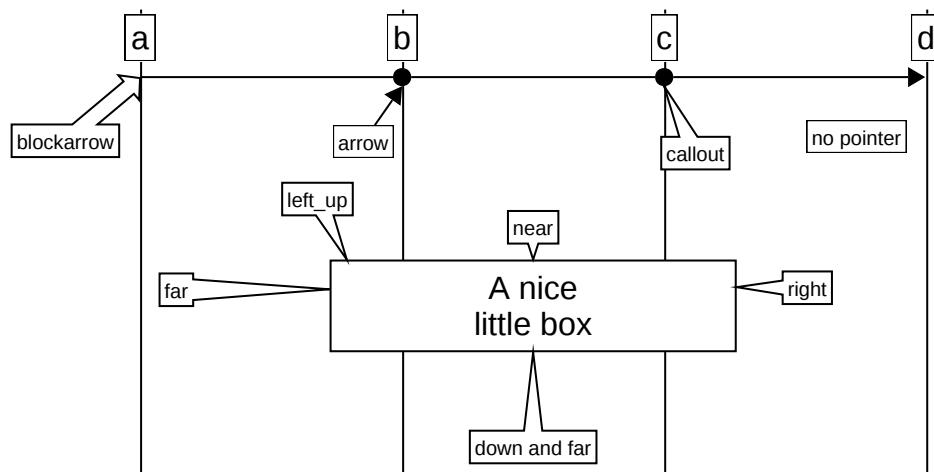 a
b
c
d
blockarrow
arrow
callout
no pointer
left_up
near
far
A nice
little box
right
down and far